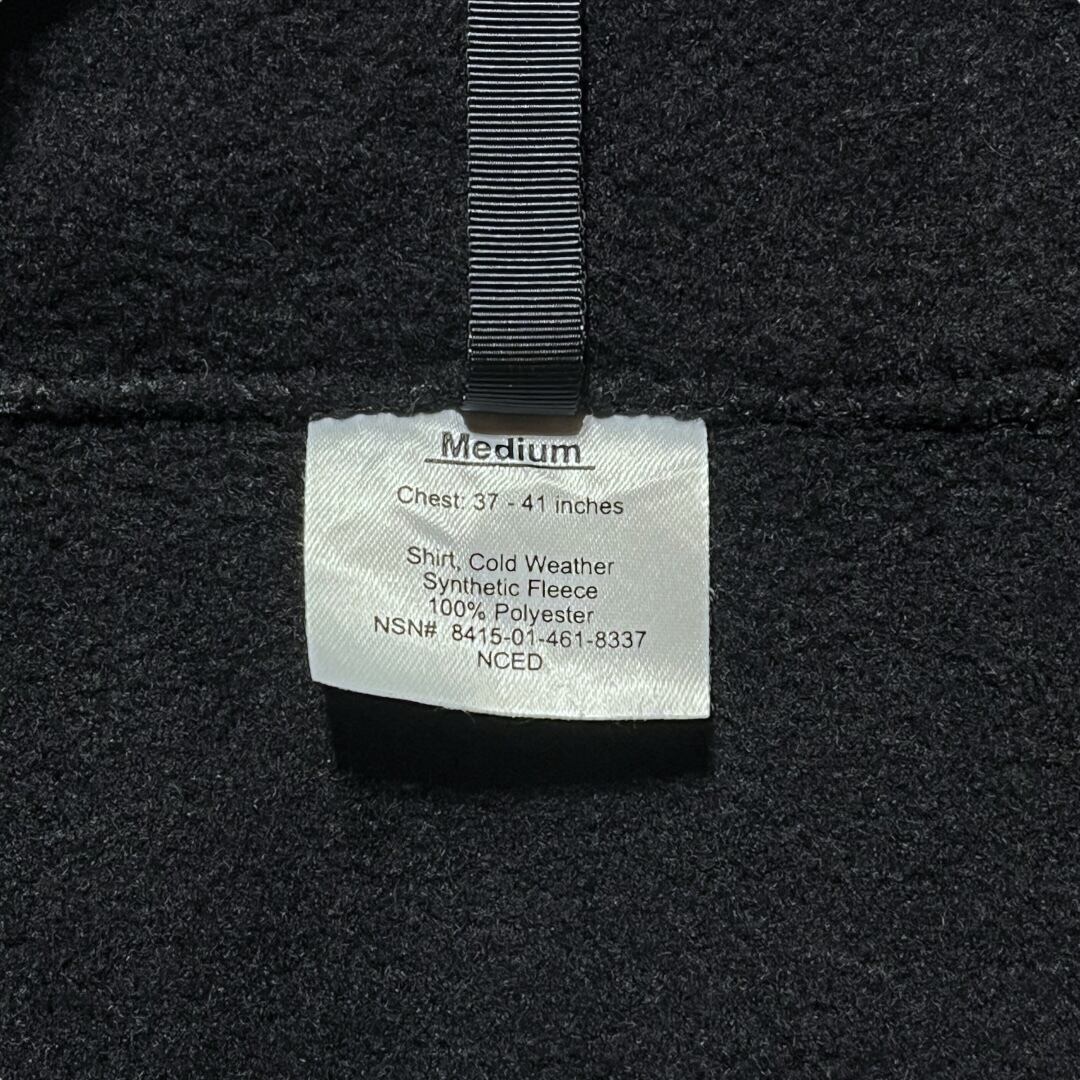 Medium
Chest: 37 - 41 inches
Shirt, Cold Weather
Synthetic Fleece
100% Polyester
NSN# 8415-01-461-8337
NCED